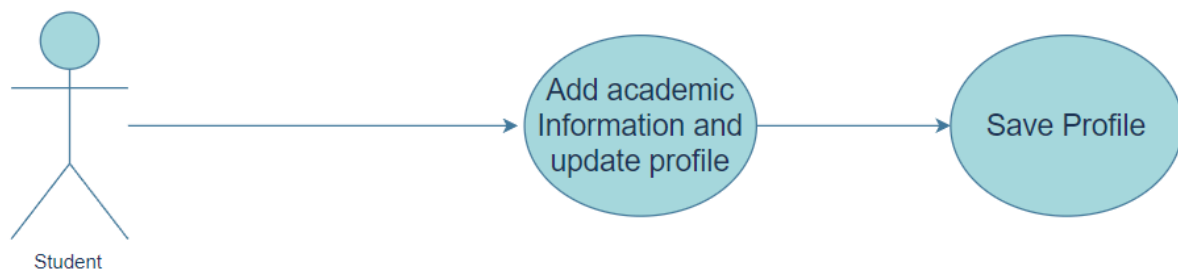 Student
Add academic
Information and
update profile
Save Profile